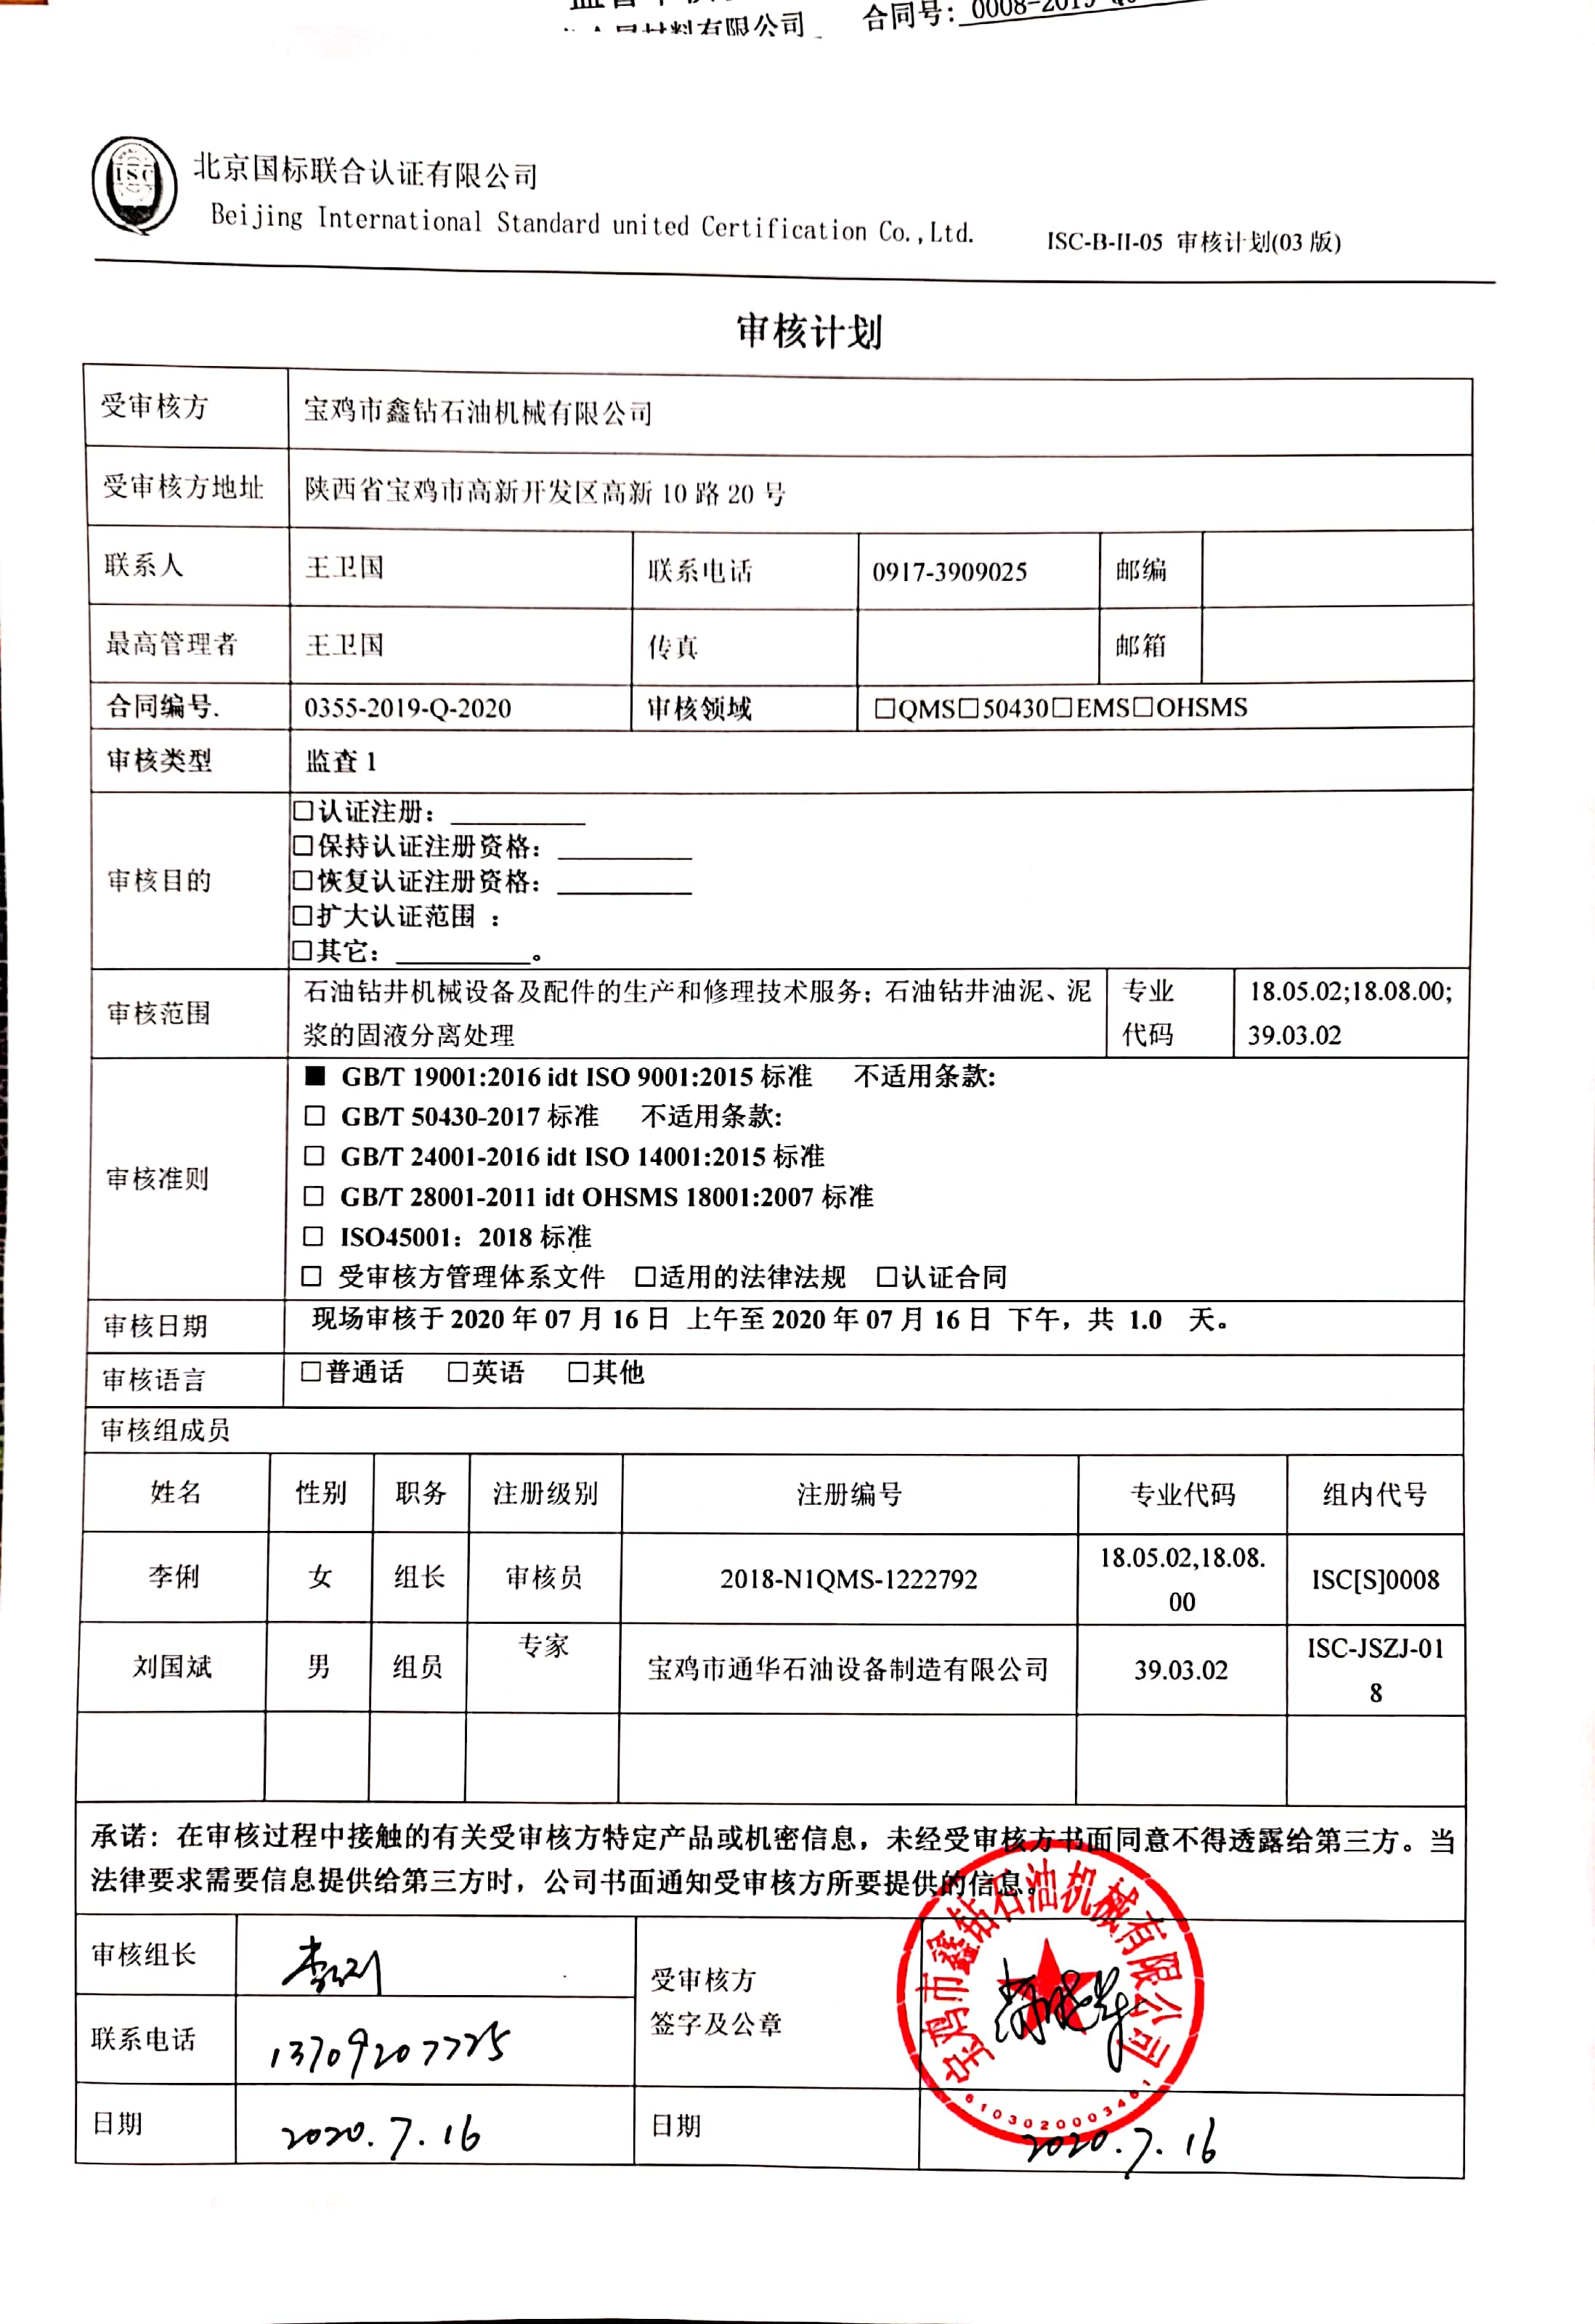 材料有限公司
合同号：0008-2019-Q
ISC
北京国标联合认证有限公司
Beijing International Standard united Certification Co.,Ltd.
ISC-B-II-05 审核计划(03 版)
审核计划
受审核方 宝鸡市鑫钻石油机械有限公司
受审核方地址 陕西省宝鸡市高新开发区高新 10 路 20 号
联系人 王卫国 联系电话 0917-3909025 邮编
最高管理者 王卫国 传真 邮箱
合同编号. 0355-2019-Q-2020 审核领域 □QMS□50430□EMS□OHSMS
审核类型 监查 1
审核目的
□认证注册：
□保持认证注册资格：
□恢复认证注册资格：
□扩大认证范围 ：
□其它：。
审核范围
石油钻井机械设备及配件的生产和修理技术服务；石油钻井油泥、泥
浆的固液分离处理
专业
代码
18.05.02;18.08.00;
39.03.02
审核准则
■ GB/T 19001:2016 idt ISO 9001:2015 标准 不适用条款:
□ GB/T 50430-2017 标准 不适用条款:
□ GB/T 24001-2016 idt ISO 14001:2015 标准
□ GB/T 28001-2011 idt OHSMS 18001:2007 标准
□ ISO45001：2018 标准
□ 受审核方管理体系文件 □适用的法律法规 □认证合同
审核日期 现场审核于 2020 年 07 月 16 日 上午至 2020 年 07 月 16 日 下午，共 1.0 天。
审核语言 □普通话 □英语 □其他
审核组成员
姓名 性别 职务 注册级别 注册编号 专业代码 组内代号
李俐 女 组长 审核员 2018-N1QMS-1222792 18.05.02,18.08.
00
ISC[S]0008
刘国斌 男 组员 专家 宝鸡市通华石油设备制造有限公司 39.03.02 ISC-JSZJ-01
8
承诺：在审核过程中接触的有关受审核方特定产品或机密信息，未经受审核方书面同意不得透露给第三方。当
法律要求需要信息提供给第三方时，公司书面通知受审核方所要提供的信息。
审核组长 李俐
联系电话 13709207725
受审核方
签字及公章
宝鸡市鑫钻石油机械有限公司
6103020003461
日期 2020.7.16 日期 2020.7.16